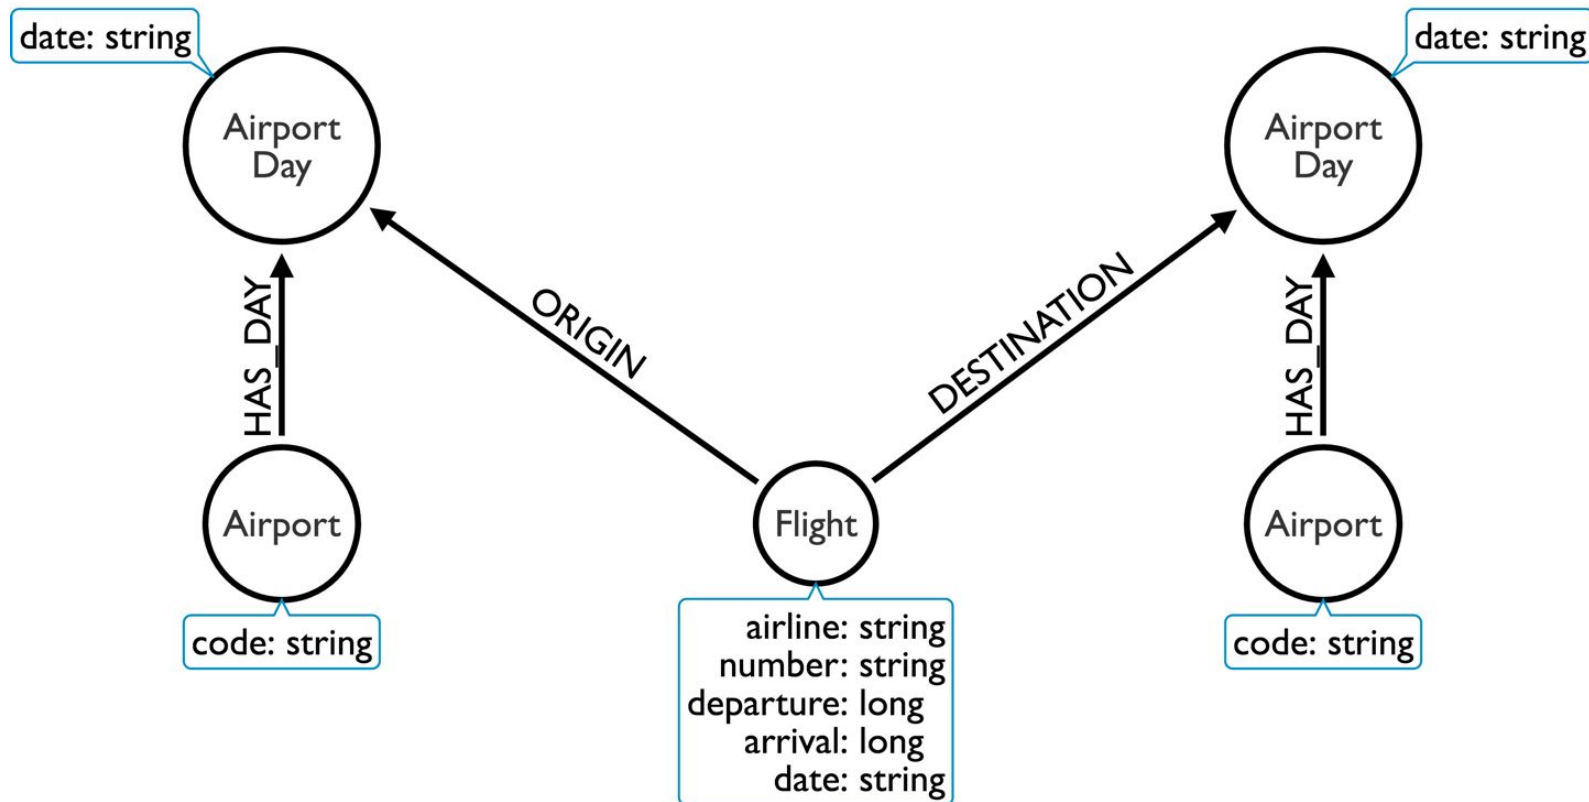 date: string
date: string
Airport
Day
Airport
Day
HAS_DAY
ORIGIN
DESTINATION
HAS_DAY
Airport
Flight
Airport
code: string
airline: string
number: string
departure: long
arrival: long
date: string
code: string